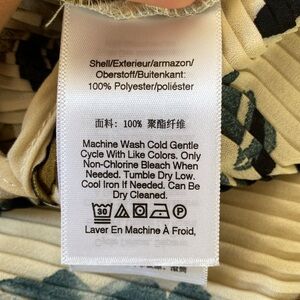 Shell/Exterieur/armazon/
Oberstoff/Buitenkant:
100% Polyester/poliéster
面料: 100% 聚酯纤维
Machine Wash Cold Gentle
Cycle With Like Colors. Only
Non-Chlorine Bleach When
Needed. Tumble Dry Low.
Cool Iron If Needed. Can Be
Dry Cleaned.
30
P
Laver En Machine À Froid,